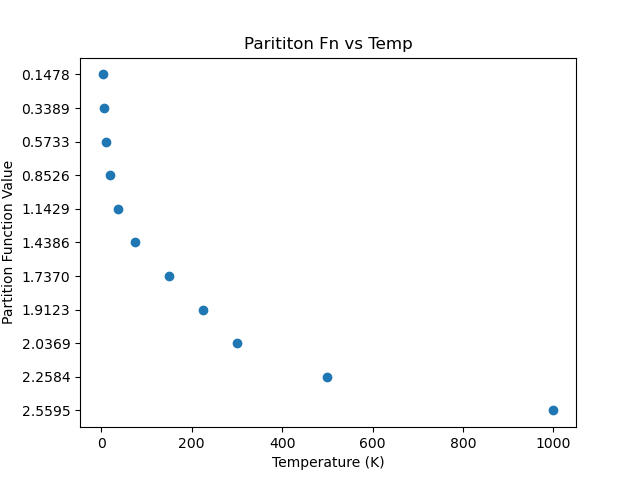 Parititon Fn vs Temp
Partition Function Value
0.1478
0.3389
0.5733
0.8526
1.1429
1.4386
1.7370
1.9123
2.0369
2.2584
2.5595
0 200 400 600 800 1000
Temperature (K)